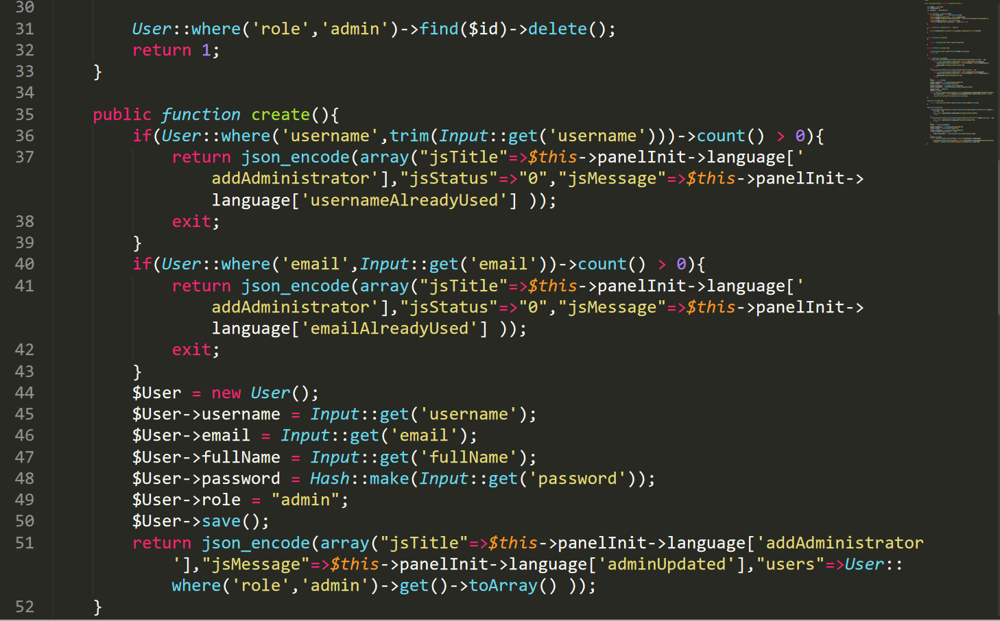 30
31 User::where('role','admin')->find($id)->delete();
32 return 1;
33 }
34
35 public function create(){
36 if(User::where('username',trim(Input::get('username')))->count() > 0){
37 return json_encode(array("jsTitle"=>$this->panelInit->language['
addAdministrator'],"jsStatus"=>"0","jsMessage"=>$this->panelInit->
language['usernameAlreadyUsed'] ));
38 exit;
39 }
40 if(User::where('email',Input::get('email'))->count() > 0){
41 return json_encode(array("jsTitle"=>$this->panelInit->language['
addAdministrator'],"jsStatus"=>"0","jsMessage"=>$this->panelInit->
language['emailAlreadyUsed'] ));
42 exit;
43 }
44 $User = new User();
45 $User->username = Input::get('username');
46 $User->email = Input::get('email');
47 $User->fullName = Input::get('fullName');
48 $User->password = Hash::make(Input::get('password'));
49 $User->role = "admin";
50 $User->save();
51 return json_encode(array("jsTitle"=>$this->panelInit->language['addAdministrator
'],"jsMessage"=>$this->panelInit->language['adminUpdated'],"users"=>User::
where('role','admin')->get()->toArray() ));
52 }